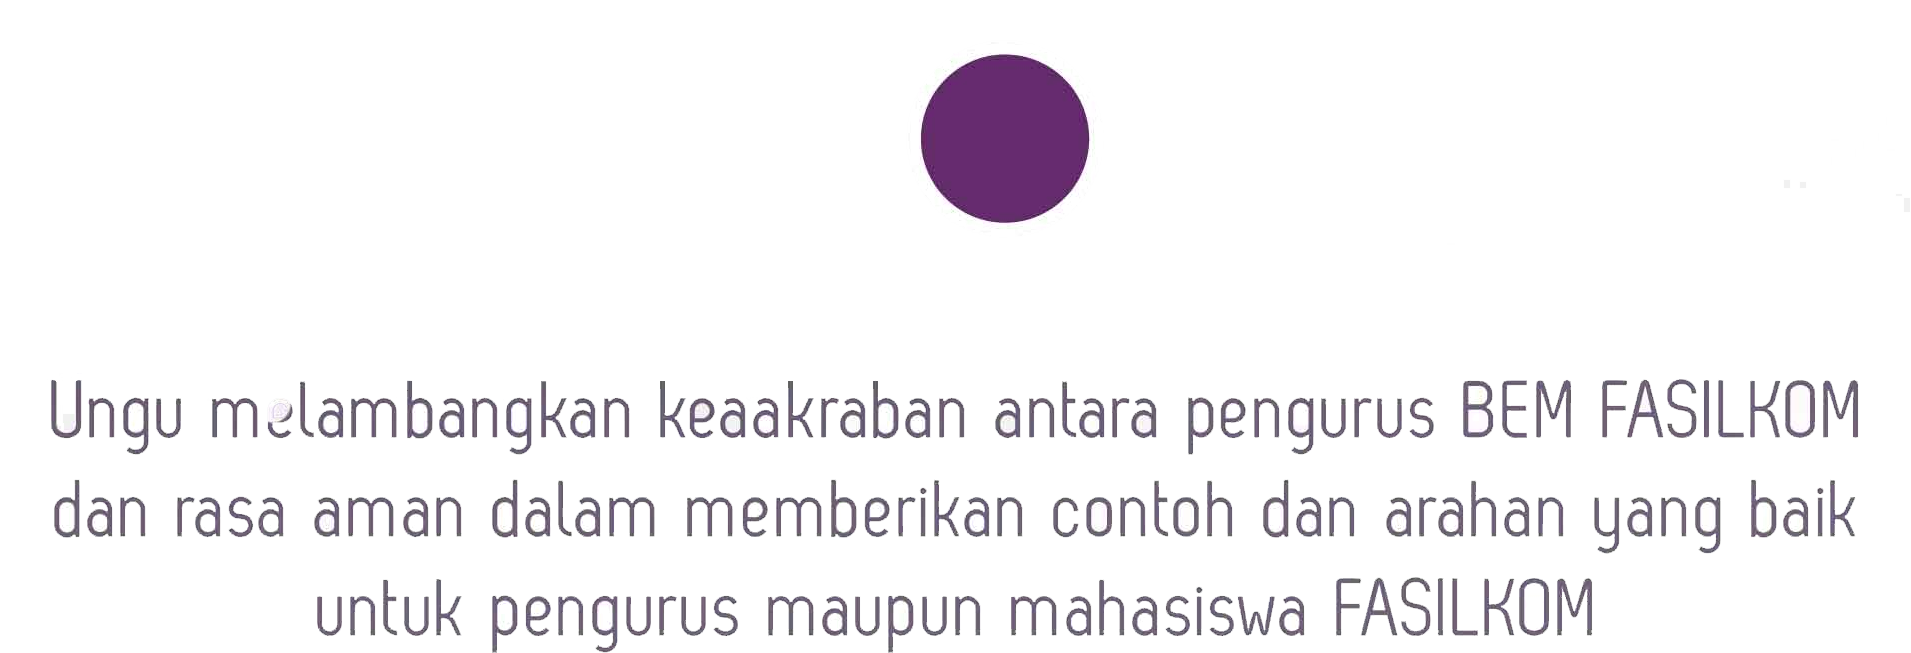 Ungu melambangkan keaakraban antara pengurus BEM FASILKOM
dan rasa aman dalam memberikan contoh dan arahan yang baik
untuk pengurus maupun mahasiswa FASILKOM